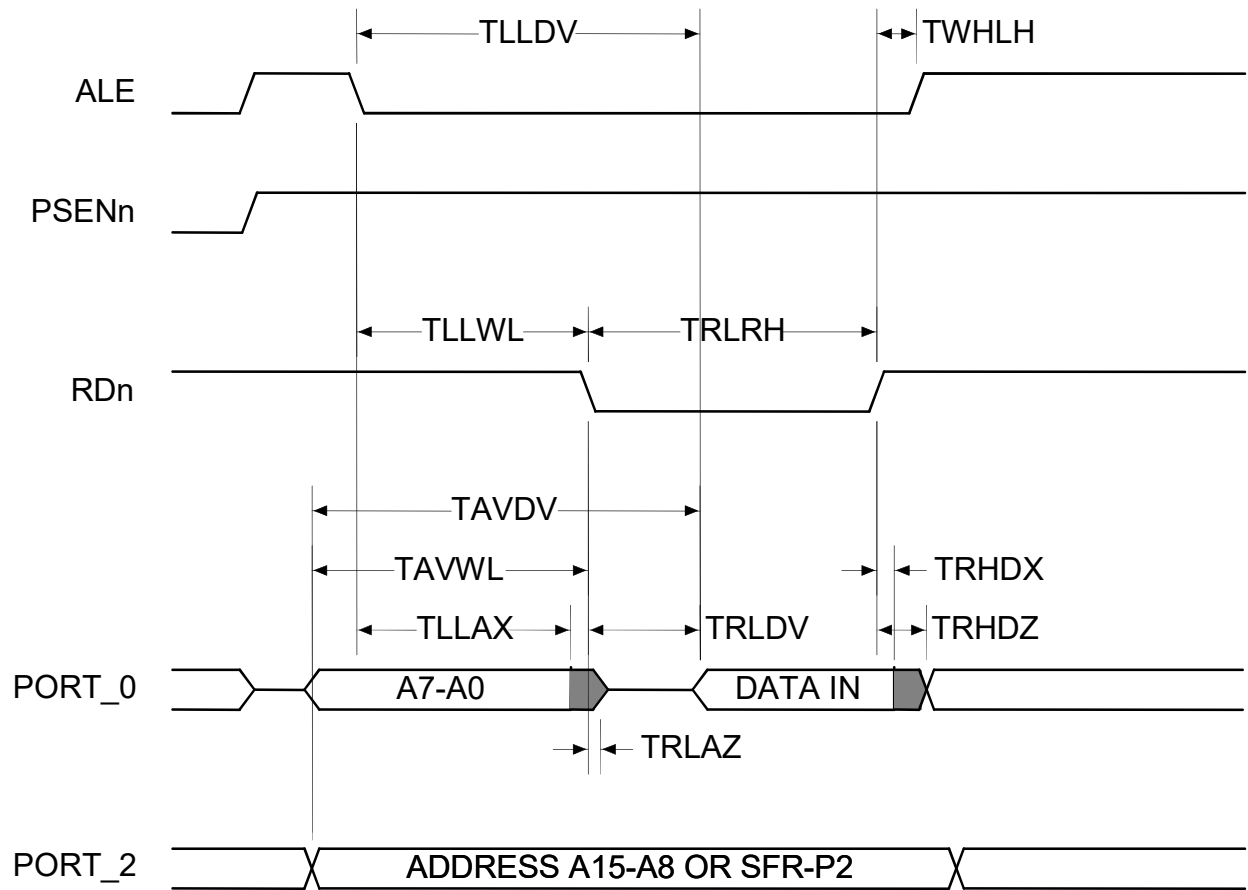 TLLDV TWHLH
ALE
PSENn
TLLWL TRLRH
RDn
TAVDV
TAVWL TRHDX
TLLAX TRLDV TRHDZ
PORT_0 A7-A0 DATA IN
TRLAZ
PORT_2 ADDRESS A15-A8 OR SFR-P2